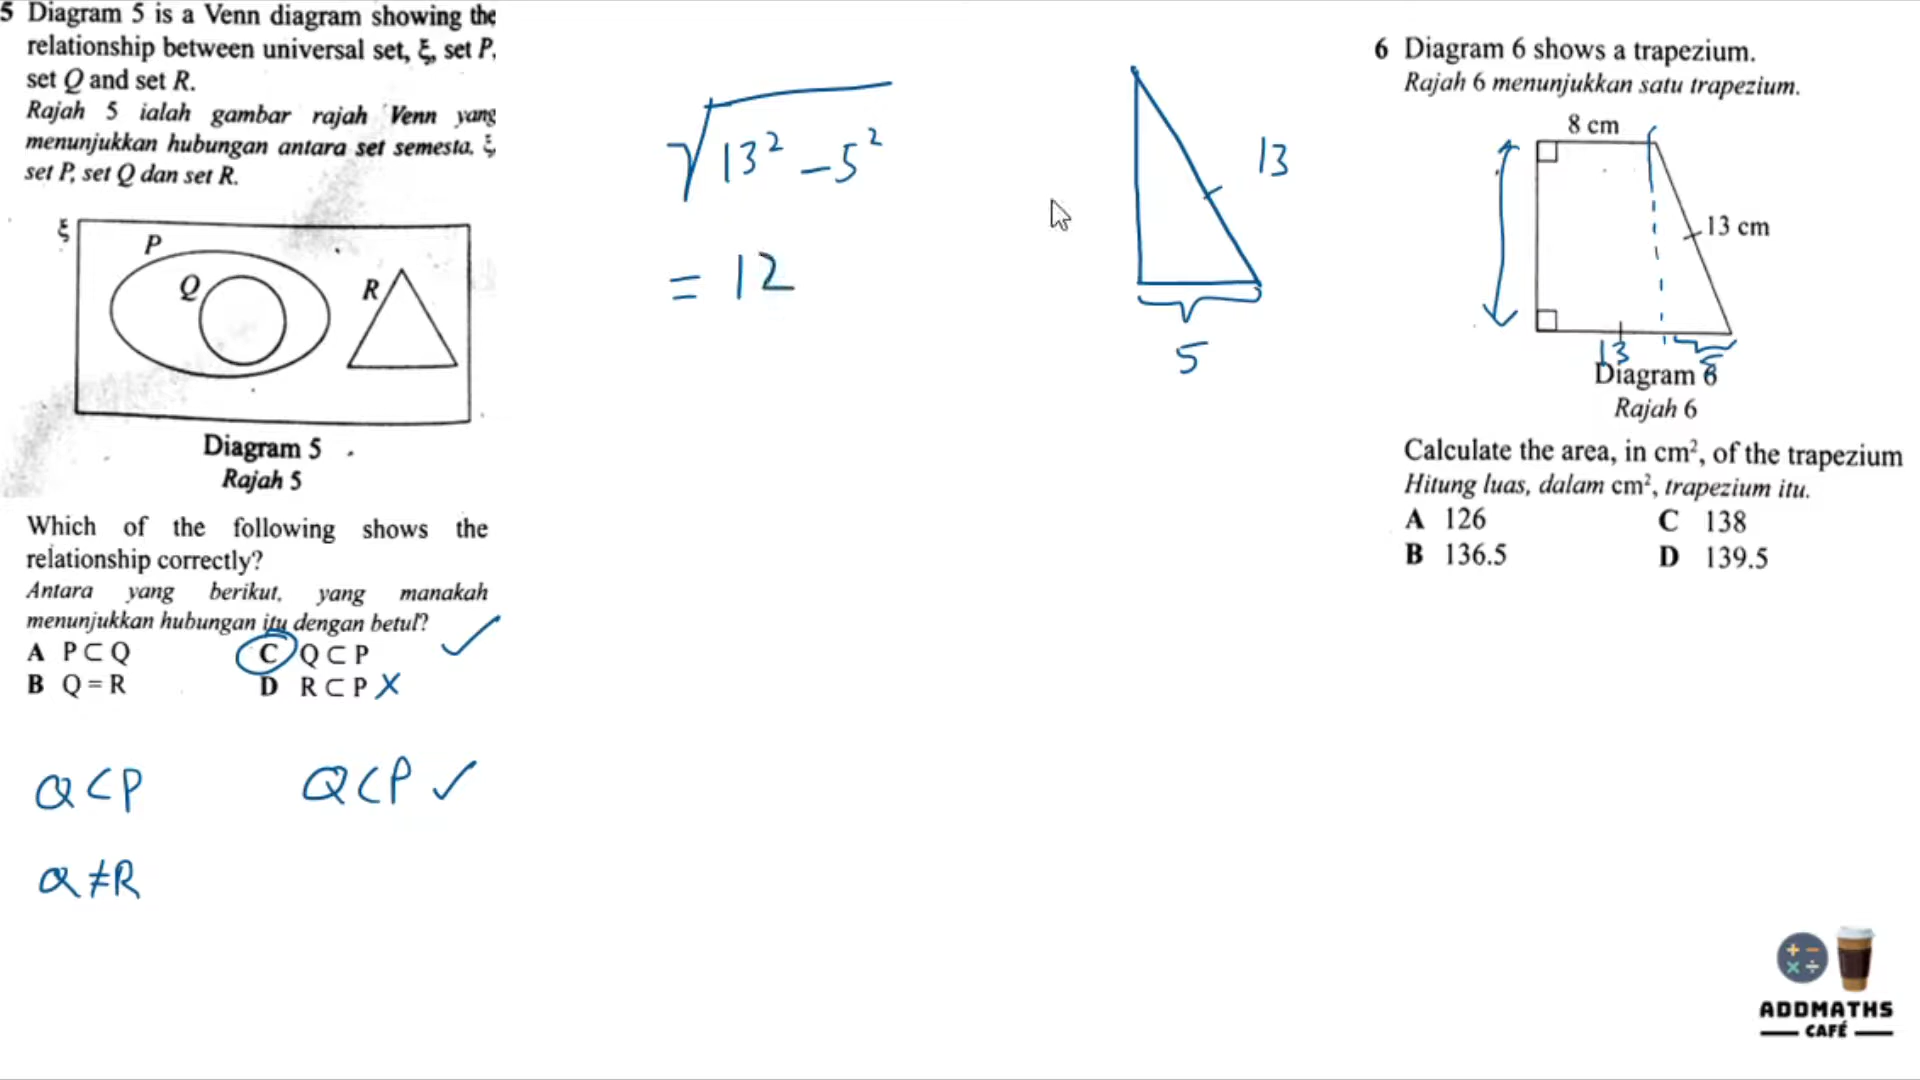 5 Diagram 5 is a Venn diagram showing the
relationship between universal set, ξ, set P,
set Q and set R.
Rajah 5 ialah gambar rajah Venn yang
menunjukkan hubungan antara set semesta, ξ,
set P, set Q dan set R.
ξ
P
Q
R
Diagram 5
Rajah 5
Which of the following shows the
relationship correctly?
Antara yang berikut, yang manakah
menunjukkan hubungan itu dengan betul?
A P⊂Q C Q⊂P ✓
B Q=R D R⊂P X
Q⊂P Q⊂P ✓
Q≠R
√13² – 5²
= 12
13
5
6 Diagram 6 shows a trapezium.
Rajah 6 menunjukkan satu trapezium.
8 cm
13 cm
13 5
Diagram 6
Rajah 6
Calculate the area, in cm², of the trapezium
Hitung luas, dalam cm², trapezium itu.
A 126 C 138
B 136.5 D 139.5
+ −
× ÷
ADDMATHS
CAFÉ